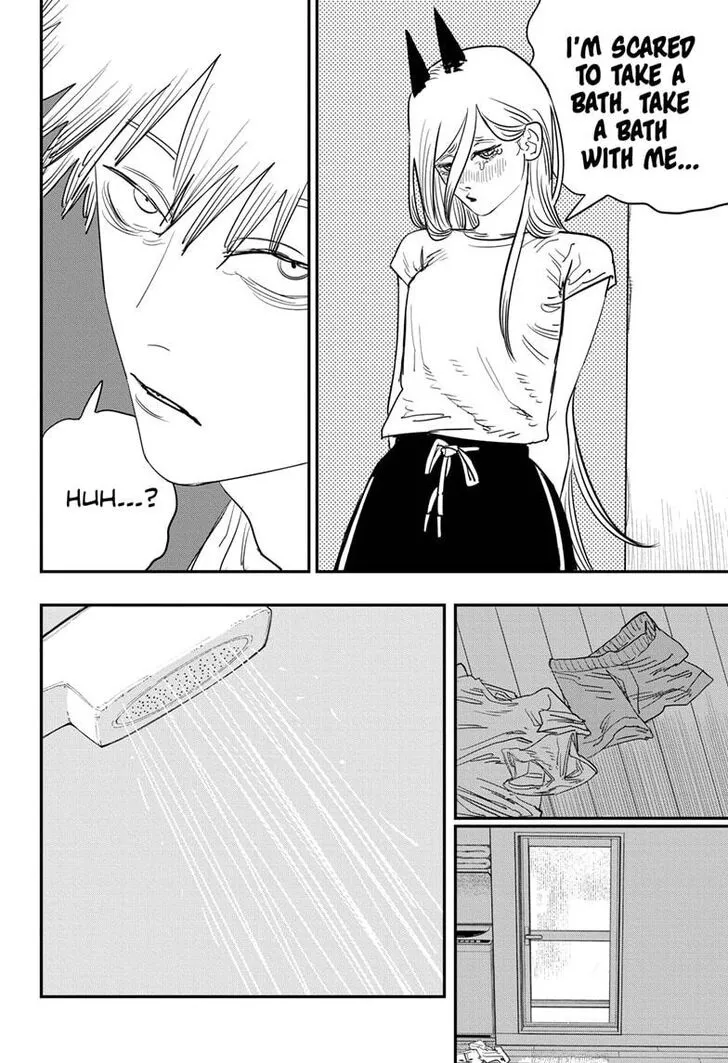 I'M SCARED
TO TAKE A
BATH. TAKE
A BATH
WITH ME...
HUH...?